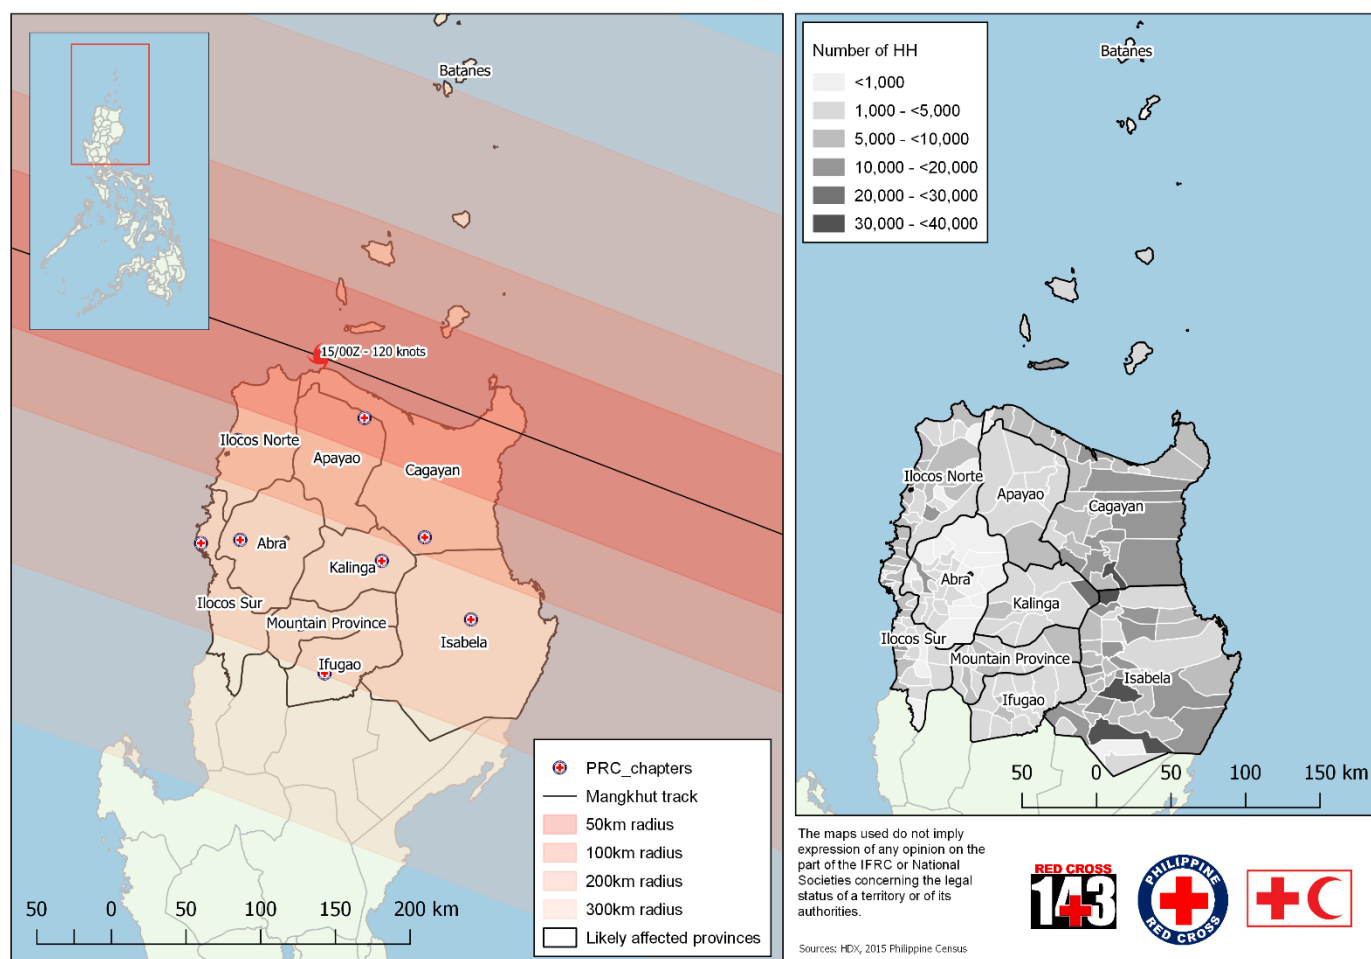 Batanes
15/00Z - 120 knots
Ilocos Norte
Apayao
Cagayan
Abra
Kalinga
Ilocos Sur
Mountain Province
Isabela
Ifugao
PRC_chapters
Mangkhut track
50km radius
100km radius
200km radius
300km radius
Likely affected provinces
50 0 50 100 150 200 km
Number of HH
<1,000
1,000 - <5,000
5,000 - <10,000
10,000 - <20,000
20,000 - <30,000
30,000 - <40,000
Batanes
Ilocos Norte
Apayao
Cagayan
Abra
Kalinga
Ilocos Sur
Mountain Province
Isabela
Ifugao
50 0 50 100 150 km
The maps used do not imply
expression of any opinion on the
part of the IFRC or National
Societies concerning the legal
status of a territory or of its
authorities.
Sources: HDX, 2015 Philippine Census
RED CROSS
143
PHILIPPINE
RED CROSS